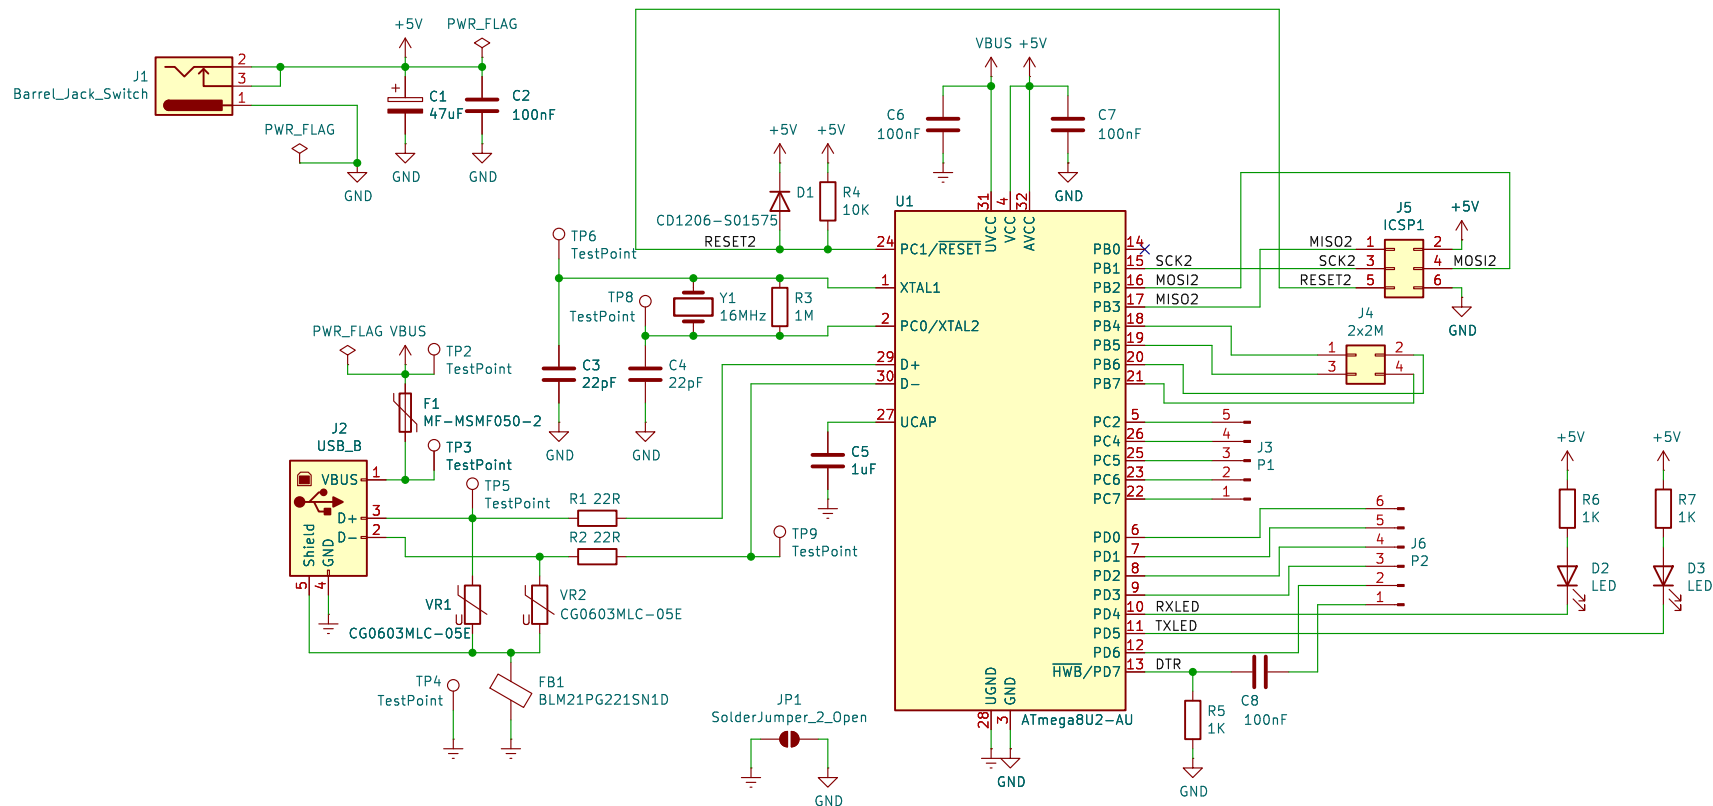 +5V
PWR_FLAG
J1
Barrel_Jack_Switch
2
3
1
C1
47uF
C2
100nF
PWR_FLAG
GND
GND
GND
VBUS
+5V
C6
100nF
C7
100nF
GND
+5V
+5V
D1
CD1206-S01575
R4
10K
RESET2
TP6
TestPoint
TP8
TestPoint
Y1
16MHz
R3
1M
C3
22pF
C4
22pF
GND
GND
PWR_FLAG
VBUS
TP2
TestPoint
F1
MF-MSMF050-2
TP3
TestPoint
J2
USB_B
VBUS
D+
D-
Shield
GND
1
3
2
5
4
TP5
TestPoint
R1 22R
R2 22R
TP9
TestPoint
VR1
U
CG0603MLC-05E
VR2
U
CG0603MLC-05E
TP4
TestPoint
FB1
BLM21PG221SN1D
C5
1uF
JP1
SolderJumper_2_Open
GND
U1
ATmega8U2-AU
31
UVCC
4
VCC
32
AVCC
24
PC1/RESET
1
XTAL1
2
PC0/XTAL2
29
D+
30
D-
27
UCAP
28
UGND
3
GND
GND
PB0
14
PB1
15
SCK2
PB2
16
MOSI2
PB3
17
MISO2
PB4
18
PB5
19
PB6
20
PB7
21
PC2
5
PC4
26
PC5
25
PC6
23
PC7
22
PD0
6
PD1
7
PD2
8
PD3
9
PD4
10
RXLED
PD5
11
TXLED
PD6
12
HWB/PD7
13
DTR
J5
ICSP1
MISO2
1
SCK2
3
RESET2
5
2
4
6
+5V
MOSI2
GND
J4
2x2M
1
3
2
4
5
4
3
2
1
J3
P1
6
5
4
3
2
1
J6
P2
C8
100nF
R5
1K
GND
+5V
R6
1K
D2
LED
+5V
R7
1K
D3
LED